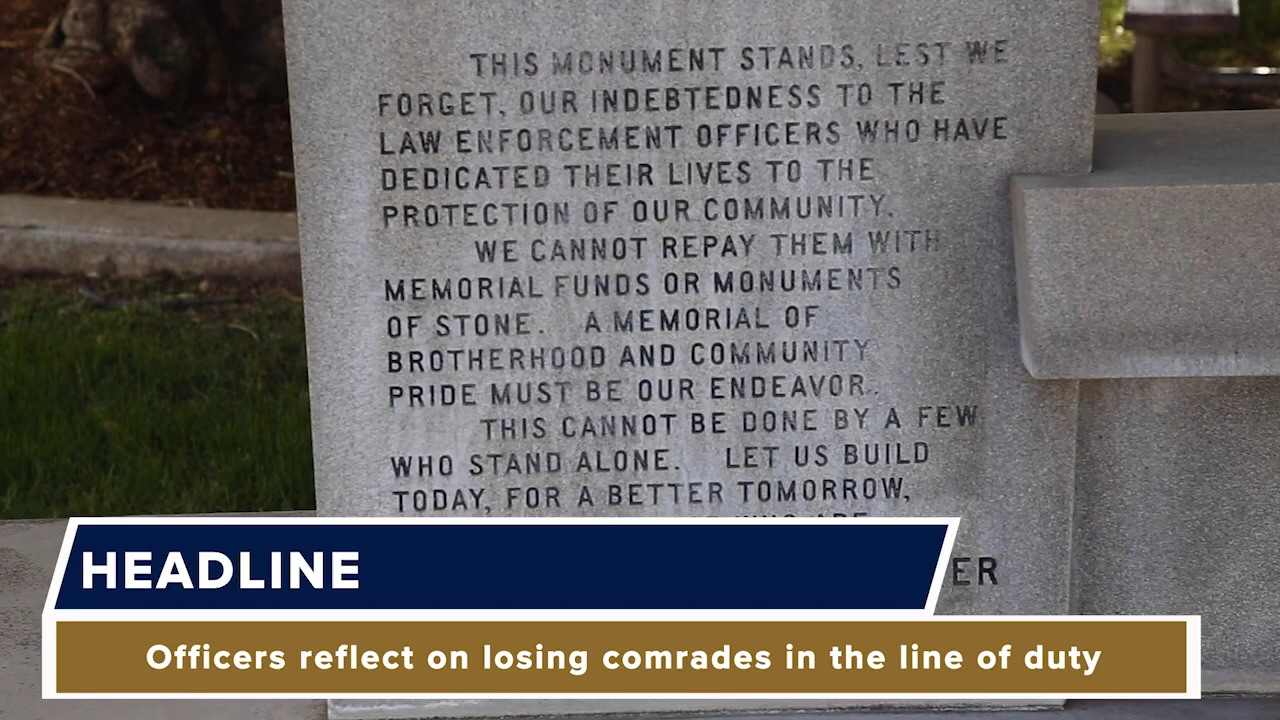 THIS MONUMENT STANDS, LEST WE
FORGET, OUR INDEBTEDNESS TO THE
LAW ENFORCEMENT OFFICERS WHO HAVE
DEDICATED THEIR LIVES TO THE
PROTECTION OF OUR COMMUNITY.
WE CANNOT REPAY THEM WITH
MEMORIAL FUNDS OR MONUMENTS
OF STONE. A MEMORIAL OF
BROTHERHOOD AND COMMUNITY
PRIDE MUST BE OUR ENDEAVOR.
THIS CANNOT BE DONE BY A FEW
WHO STAND ALONE. LET US BUILD
TODAY, FOR A BETTER TOMORROW,
WHO ARE
ER
HEADLINE
Officers reflect on losing comrades in the line of duty